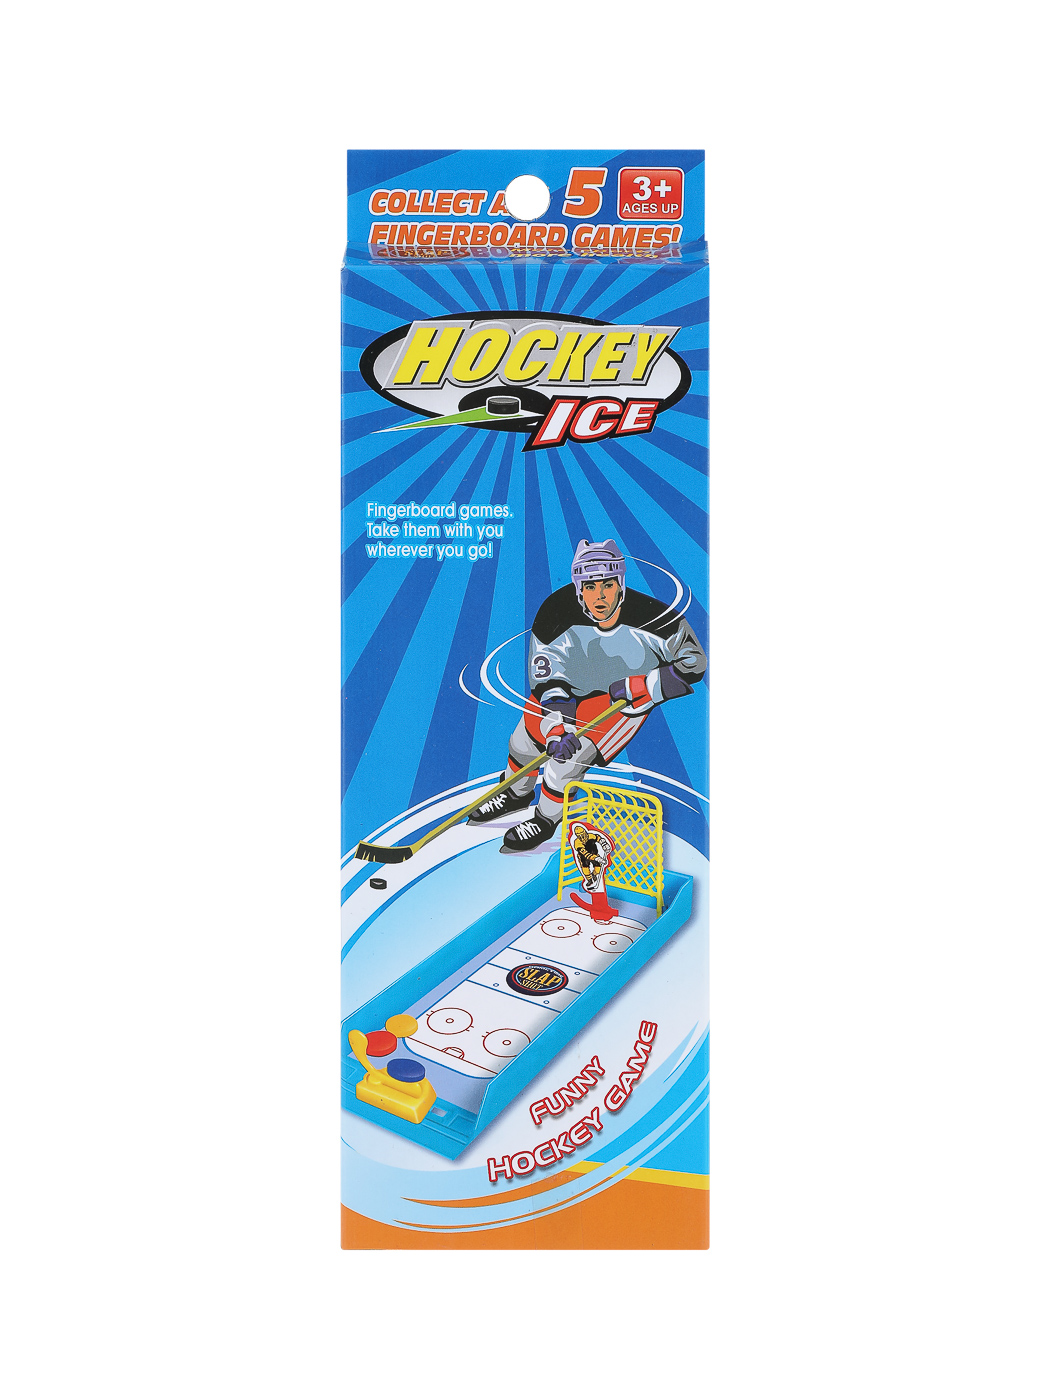 COLLECT A 5
3+
AGES UP
FINGERBOARD GAMES!
HOCKEY
ICE
Fingerboard games.
Take them with you
wherever you go!
3
SLAP
SHOT
FUNNY
HOCKEY GAME